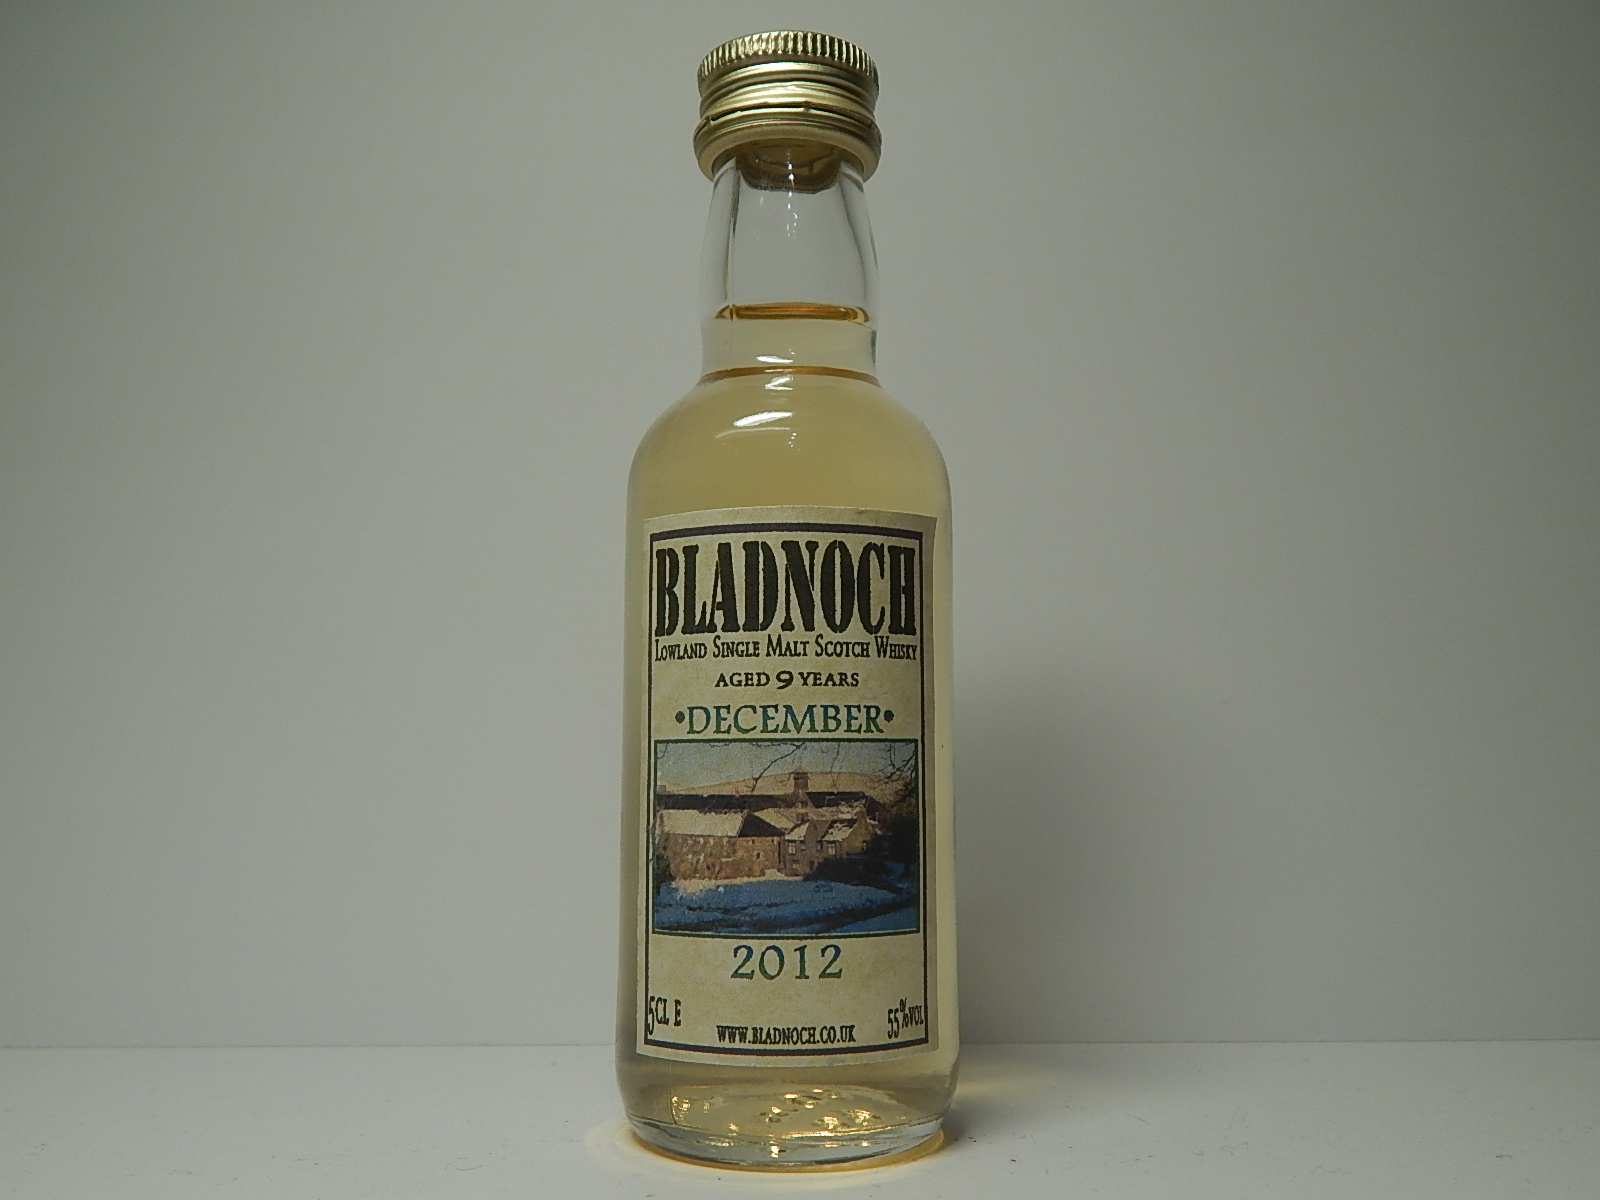 BLADNOCH
LOWLAND SINGLE MALT SCOTCH WHISKY
AGED 9 YEARS
•DECEMBER•
2012
5CL E
55%VOL
WWW.BLADNOCH.CO.UK